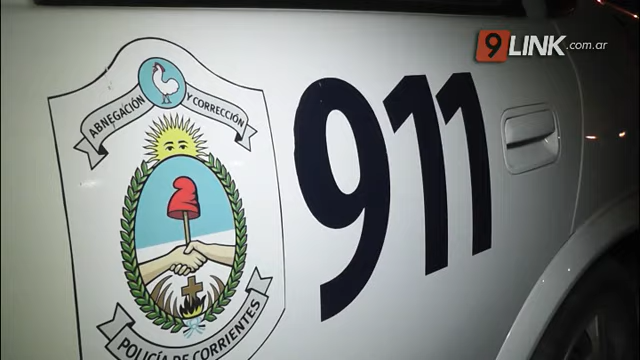 9LINK.com.ar
ABNEGACIÓN Y CORRECCIÓN
911
POLICÍA DE CORRIENTES